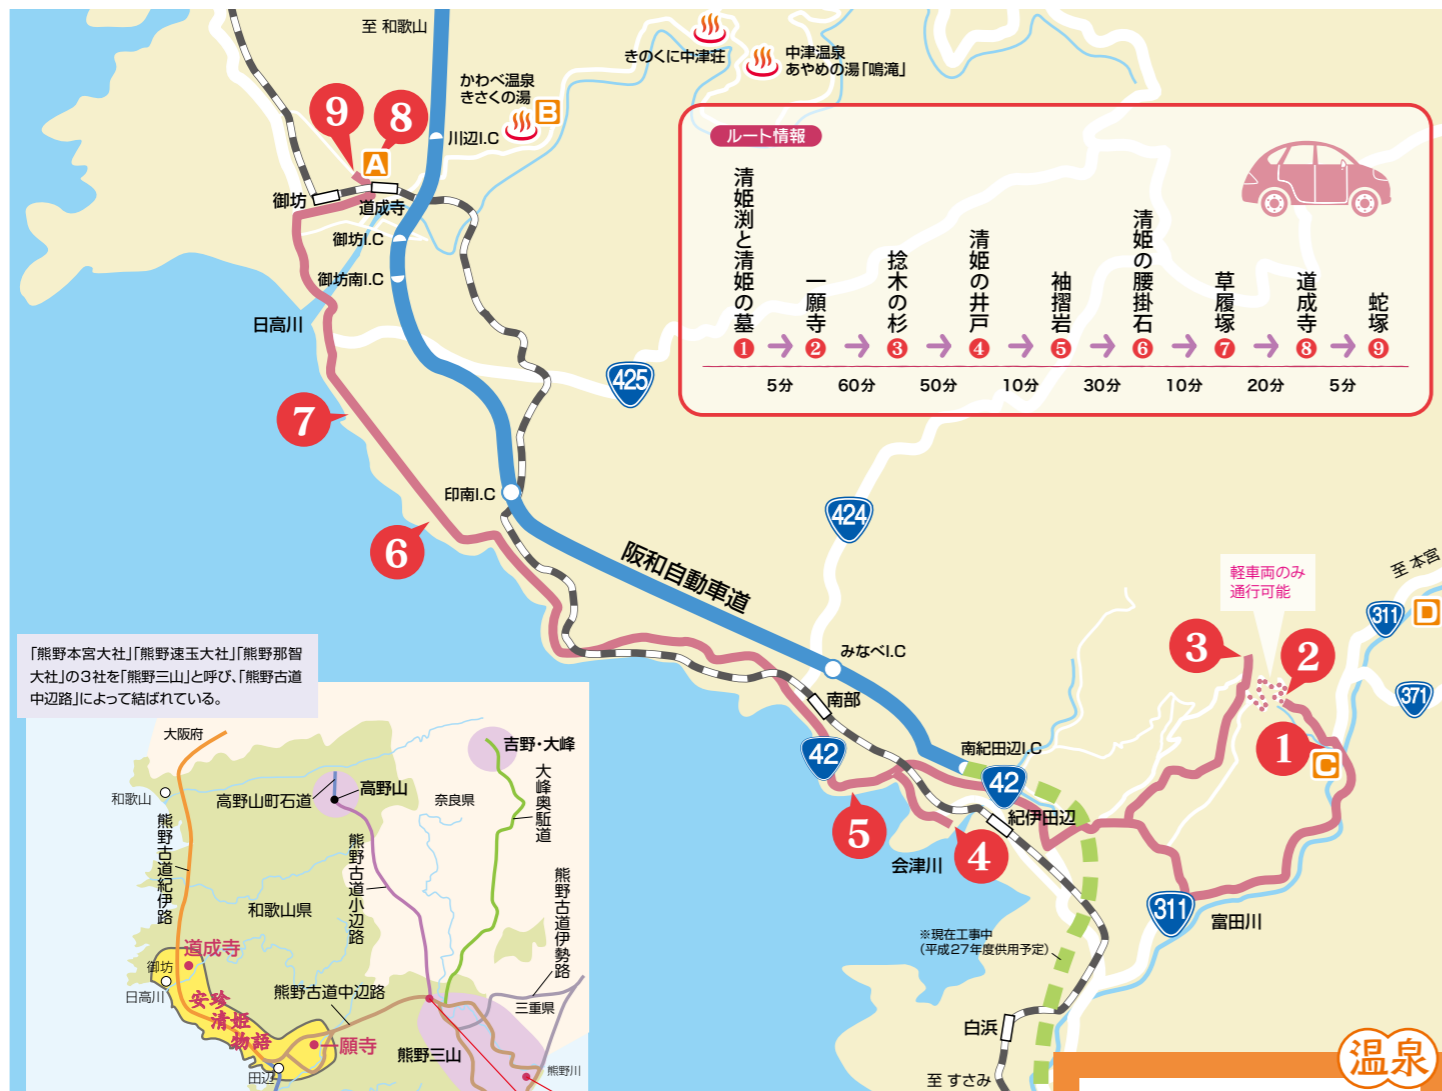 至 和歌山
きのくに中津荘
中津温泉
あやめの湯「鳴滝」
かわべ温泉
きさくの湯
B
9
8
A
川辺I.C
御坊
道成寺
御坊I.C
御坊南I.C
日高川
ルート情報
清姫渕と清姫の墓
1
5分
一願寺
2
60分
捻木の杉
3
50分
清姫の井戸
4
10分
袖摺岩
5
30分
清姫の腰掛石
6
10分
草履塚
7
20分
道成寺
8
5分
蛇塚
9
425
7
印南I.C
6
424
阪和自動車道
軽車両のみ
通行可能
至 本宮
311
D
3
2
371
みなべI.C
南部
1
C
42
南紀田辺I.C
42
紀伊田辺
5
4
会津川
311
富田川
※現在工事中
(平成27年度供用予定)
白浜
至 すさみ
温泉
「熊野本宮大社」「熊野速玉大社」「熊野那智
大社」の3社を「熊野三山」と呼び、「熊野古道
中辺路」によって結ばれている。
大阪府
和歌山
高野山町石道
高野山
奈良県
吉野・大峰
大峰奥駈道
熊野古道紀伊路
熊野古道小辺路
熊野古道伊勢路
和歌山県
道成寺
御坊
日高川
安珍
清姫
物語
熊野古道中辺路
三重県
一願寺
熊野三山
熊野川
田辺